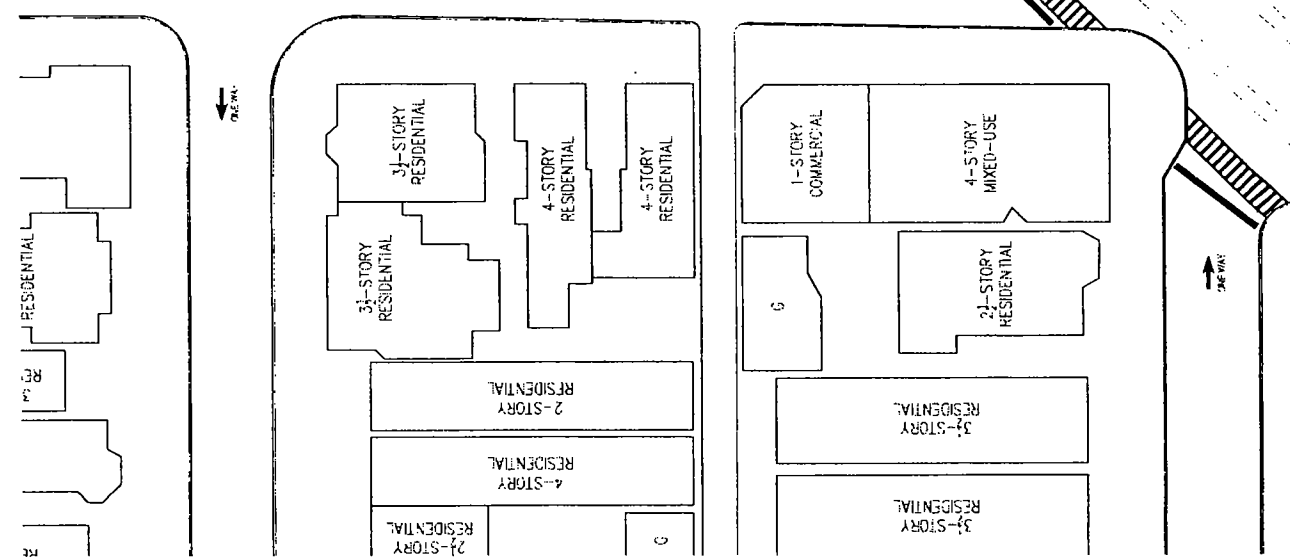 ONE WAY
3½-STORY
RESIDENTIAL
4-STORY
RESIDENTIAL
4-STORY
RESIDENTIAL
1-STORY
COMMERCIAL
4-STORY
MIXED-USE
RESIDENTIAL
3½-STORY
RESIDENTIAL
G
2½-STORY
RESIDENTIAL
ONE WAY
RE
2-STORY
RESIDENTIAL
3½-STORY
RESIDENTIAL
4-STORY
RESIDENTIAL
3½-STORY
RESIDENTIAL
2½-STORY
RESIDENTIAL
G
RE